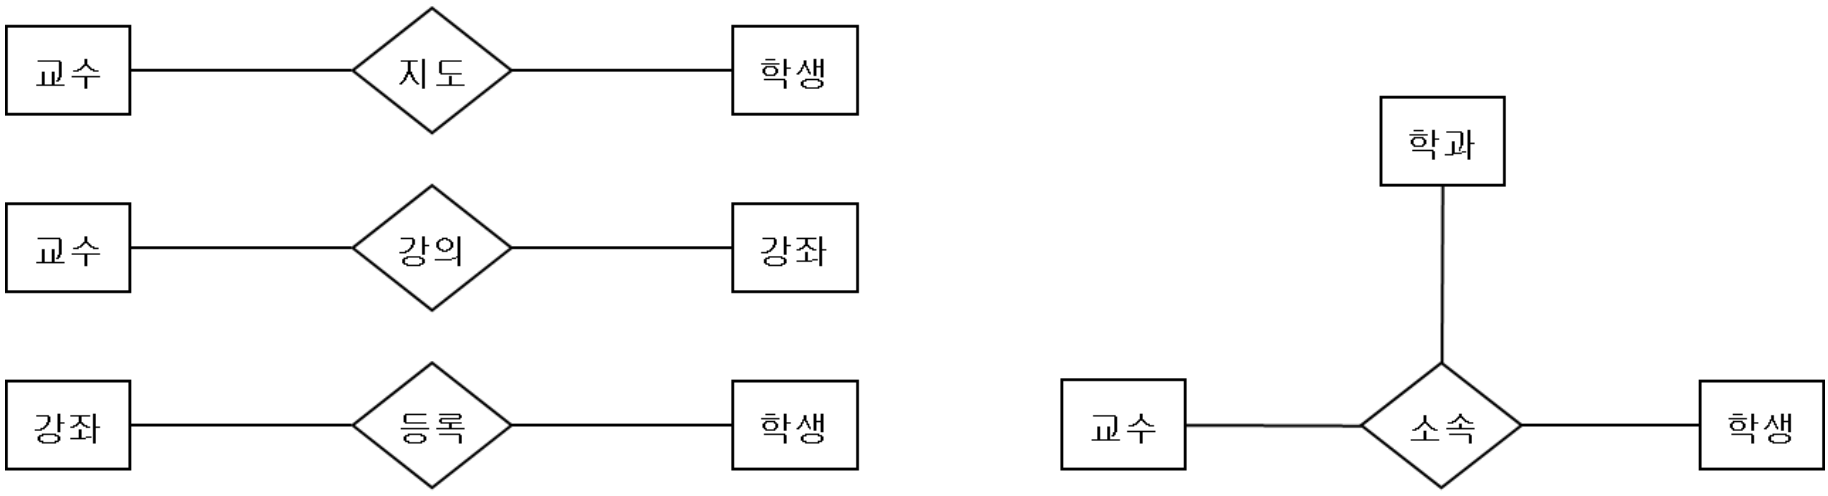 교수 지도 학생
교수 강의 강좌
강좌 등록 학생
학과
교수 소속 학생